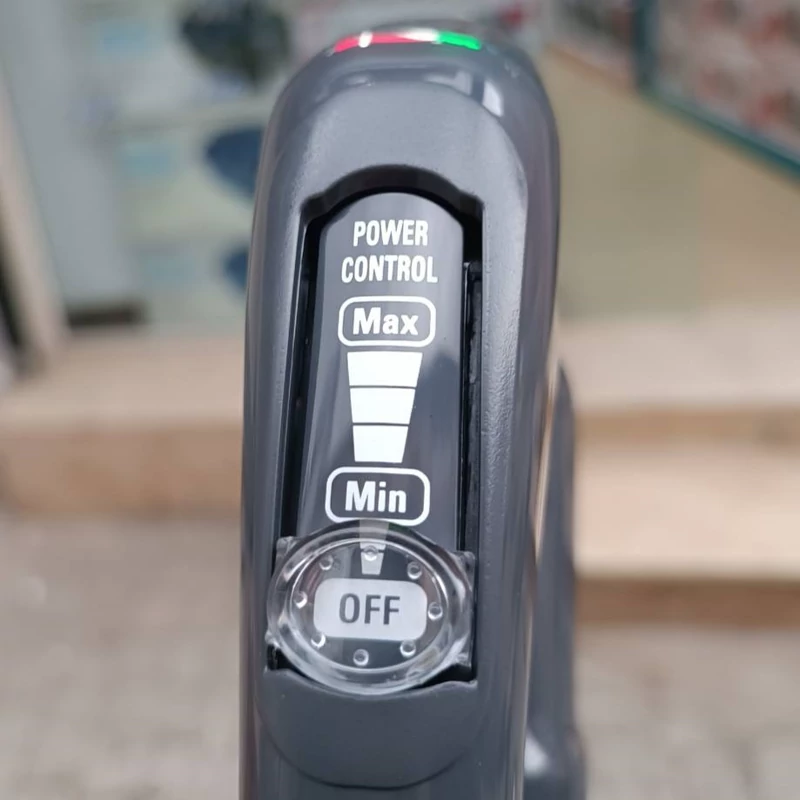 POWER
CONTROL
Max
Min
OFF